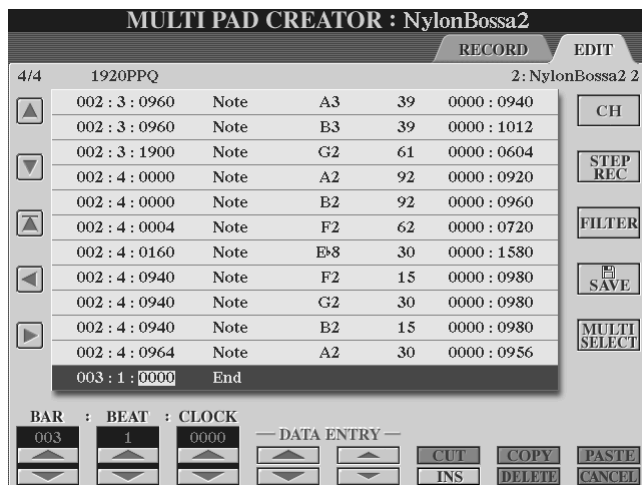 MULTI PAD CREATOR : NylonBossa2
RECORD EDIT
4/4 1920PPQ 2: NylonBossa2 2
002 : 3 : 0960 Note A3 39 0000 : 0940
002 : 3 : 0960 Note B3 39 0000 : 1012
002 : 3 : 1900 Note G2 61 0000 : 0604
002 : 4 : 0000 Note A2 92 0000 : 0920
002 : 4 : 0000 Note B2 92 0000 : 0960
002 : 4 : 0004 Note F2 62 0000 : 0720
002 : 4 : 0160 Note E♭8 30 0000 : 1580
002 : 4 : 0940 Note F2 15 0000 : 0980
002 : 4 : 0940 Note G2 30 0000 : 0980
002 : 4 : 0940 Note B2 15 0000 : 0980
002 : 4 : 0964 Note A2 30 0000 : 0956
003 : 1 : 0000 End
CH
STEP
REC
FILTER
SAVE
MULTI
SELECT
BAR : BEAT : CLOCK
003 1 0000
DATA ENTRY
CUT COPY PASTE
INS DELETE CANCEL